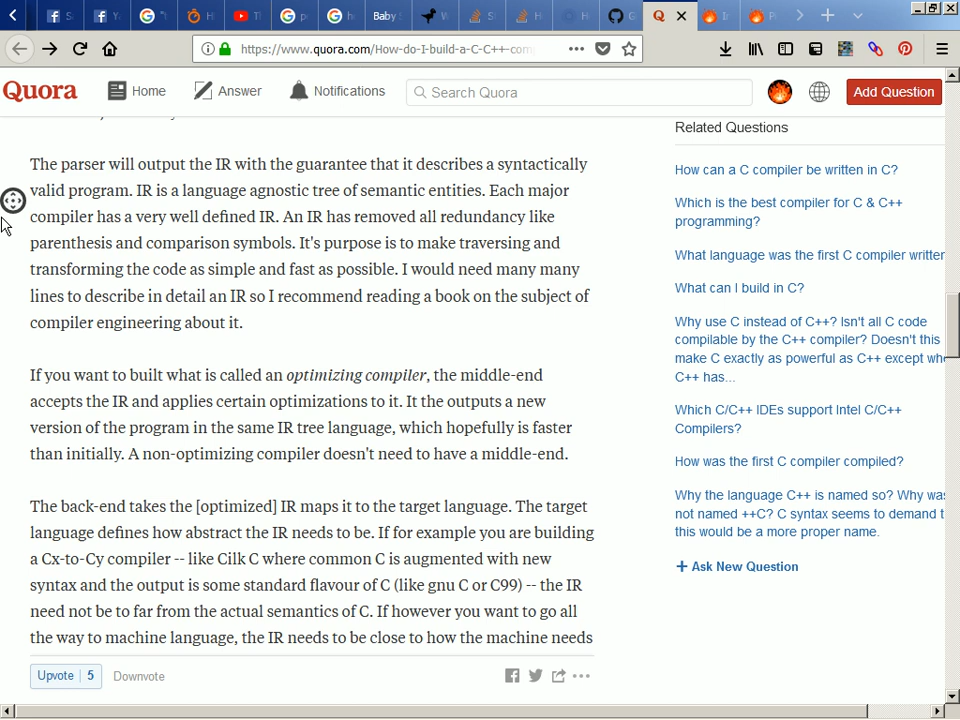 Baby
https://www.quora.com/How-do-I-build-a-C-C++-com
Quora
Home
Answer
Notifications
Search Quora
Add Question
The parser will output the IR with the guarantee that it describes a syntactically
valid program. IR is a language agnostic tree of semantic entities. Each major
compiler has a very well defined IR. An IR has removed all redundancy like
parenthesis and comparison symbols. It's purpose is to make traversing and
transforming the code as simple and fast as possible. I would need many many
lines to describe in detail an IR so I recommend reading a book on the subject of
compiler engineering about it.
If you want to built what is called an optimizing compiler, the middle-end
accepts the IR and applies certain optimizations to it. It the outputs a new
version of the program in the same IR tree language, which hopefully is faster
than initially. A non-optimizing compiler doesn't need to have a middle-end.
The back-end takes the [optimized] IR maps it to the target language. The target
language defines how abstract the IR needs to be. If for example you are building
a Cx-to-Cy compiler -- like Cilk C where common C is augmented with new
syntax and the output is some standard flavour of C (like gnu C or C99) -- the IR
need not be to far from the actual semantics of C. If however you want to go all
the way to machine language, the IR needs to be close to how the machine needs
Upvote 5
Downvote
Related Questions
How can a C compiler be written in C?
Which is the best compiler for C & C++
programming?
What language was the first C compiler writter
What can I build in C?
Why use C instead of C++? Isn't all C code
compilable by the C++ compiler? Doesn't this
make C exactly as powerful as C++ except whe
C++ has...
Which C/C++ IDEs support Intel C/C++
Compilers?
How was the first C compiler compiled?
Why the language C++ is named so? Why was
not named ++C? C syntax seems to demand t
this would be a more proper name.
Ask New Question